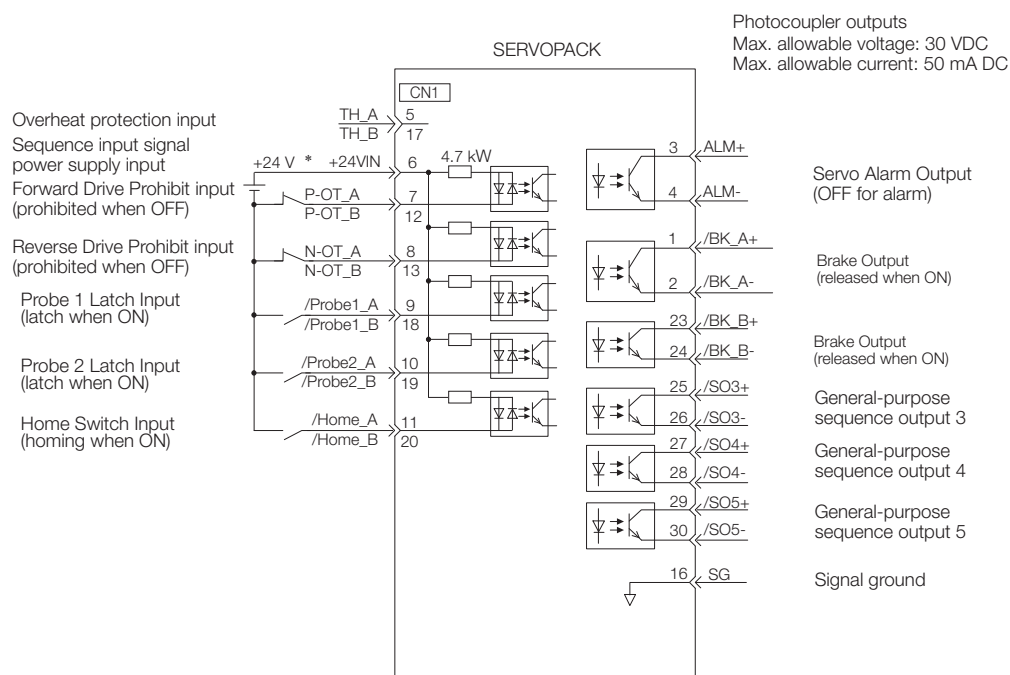 Photocoupler outputs
Max. allowable voltage: 30 VDC
Max. allowable current: 50 mA DC
SERVOPACK
CN1
Overheat protection input
TH_A
5
TH_B
17
Sequence input signal
power supply input
+24 V
*
+24VIN
6
4.7 kW
Forward Drive Prohibit input
(prohibited when OFF)
P-OT_A
7
P-OT_B
12
Reverse Drive Prohibit input
(prohibited when OFF)
N-OT_A
8
N-OT_B
13
Probe 1 Latch Input
(latch when ON)
/Probe1_A
9
/Probe1_B
18
Probe 2 Latch Input
(latch when ON)
/Probe2_A
10
/Probe2_B
19
Home Switch Input
(homing when ON)
/Home_A
11
/Home_B
20
3
ALM+
4
ALM-
Servo Alarm Output
(OFF for alarm)
1
/BK_A+
2
/BK_A-
Brake Output
(released when ON)
23
/BK_B+
24
/BK_B-
Brake Output
(released when ON)
25
/SO3+
26
/SO3-
General-purpose
sequence output 3
27
/SO4+
28
/SO4-
General-purpose
sequence output 4
29
/SO5+
30
/SO5-
General-purpose
sequence output 5
16
SG
Signal ground